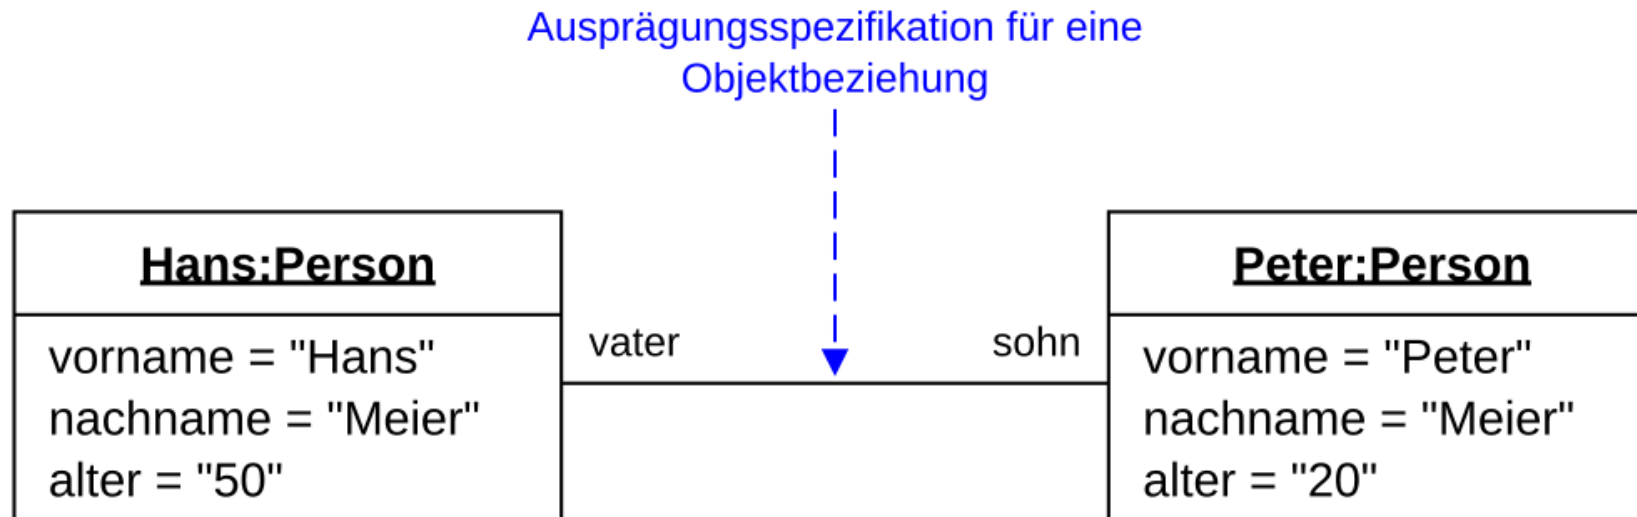 Ausprägungsspezifikation für eine
Objektbeziehung
Hans:Person
vorname = "Hans"
nachname = "Meier"
alter = "50"
vater
sohn
Peter:Person
vorname = "Peter"
nachname = "Meier"
alter = "20"